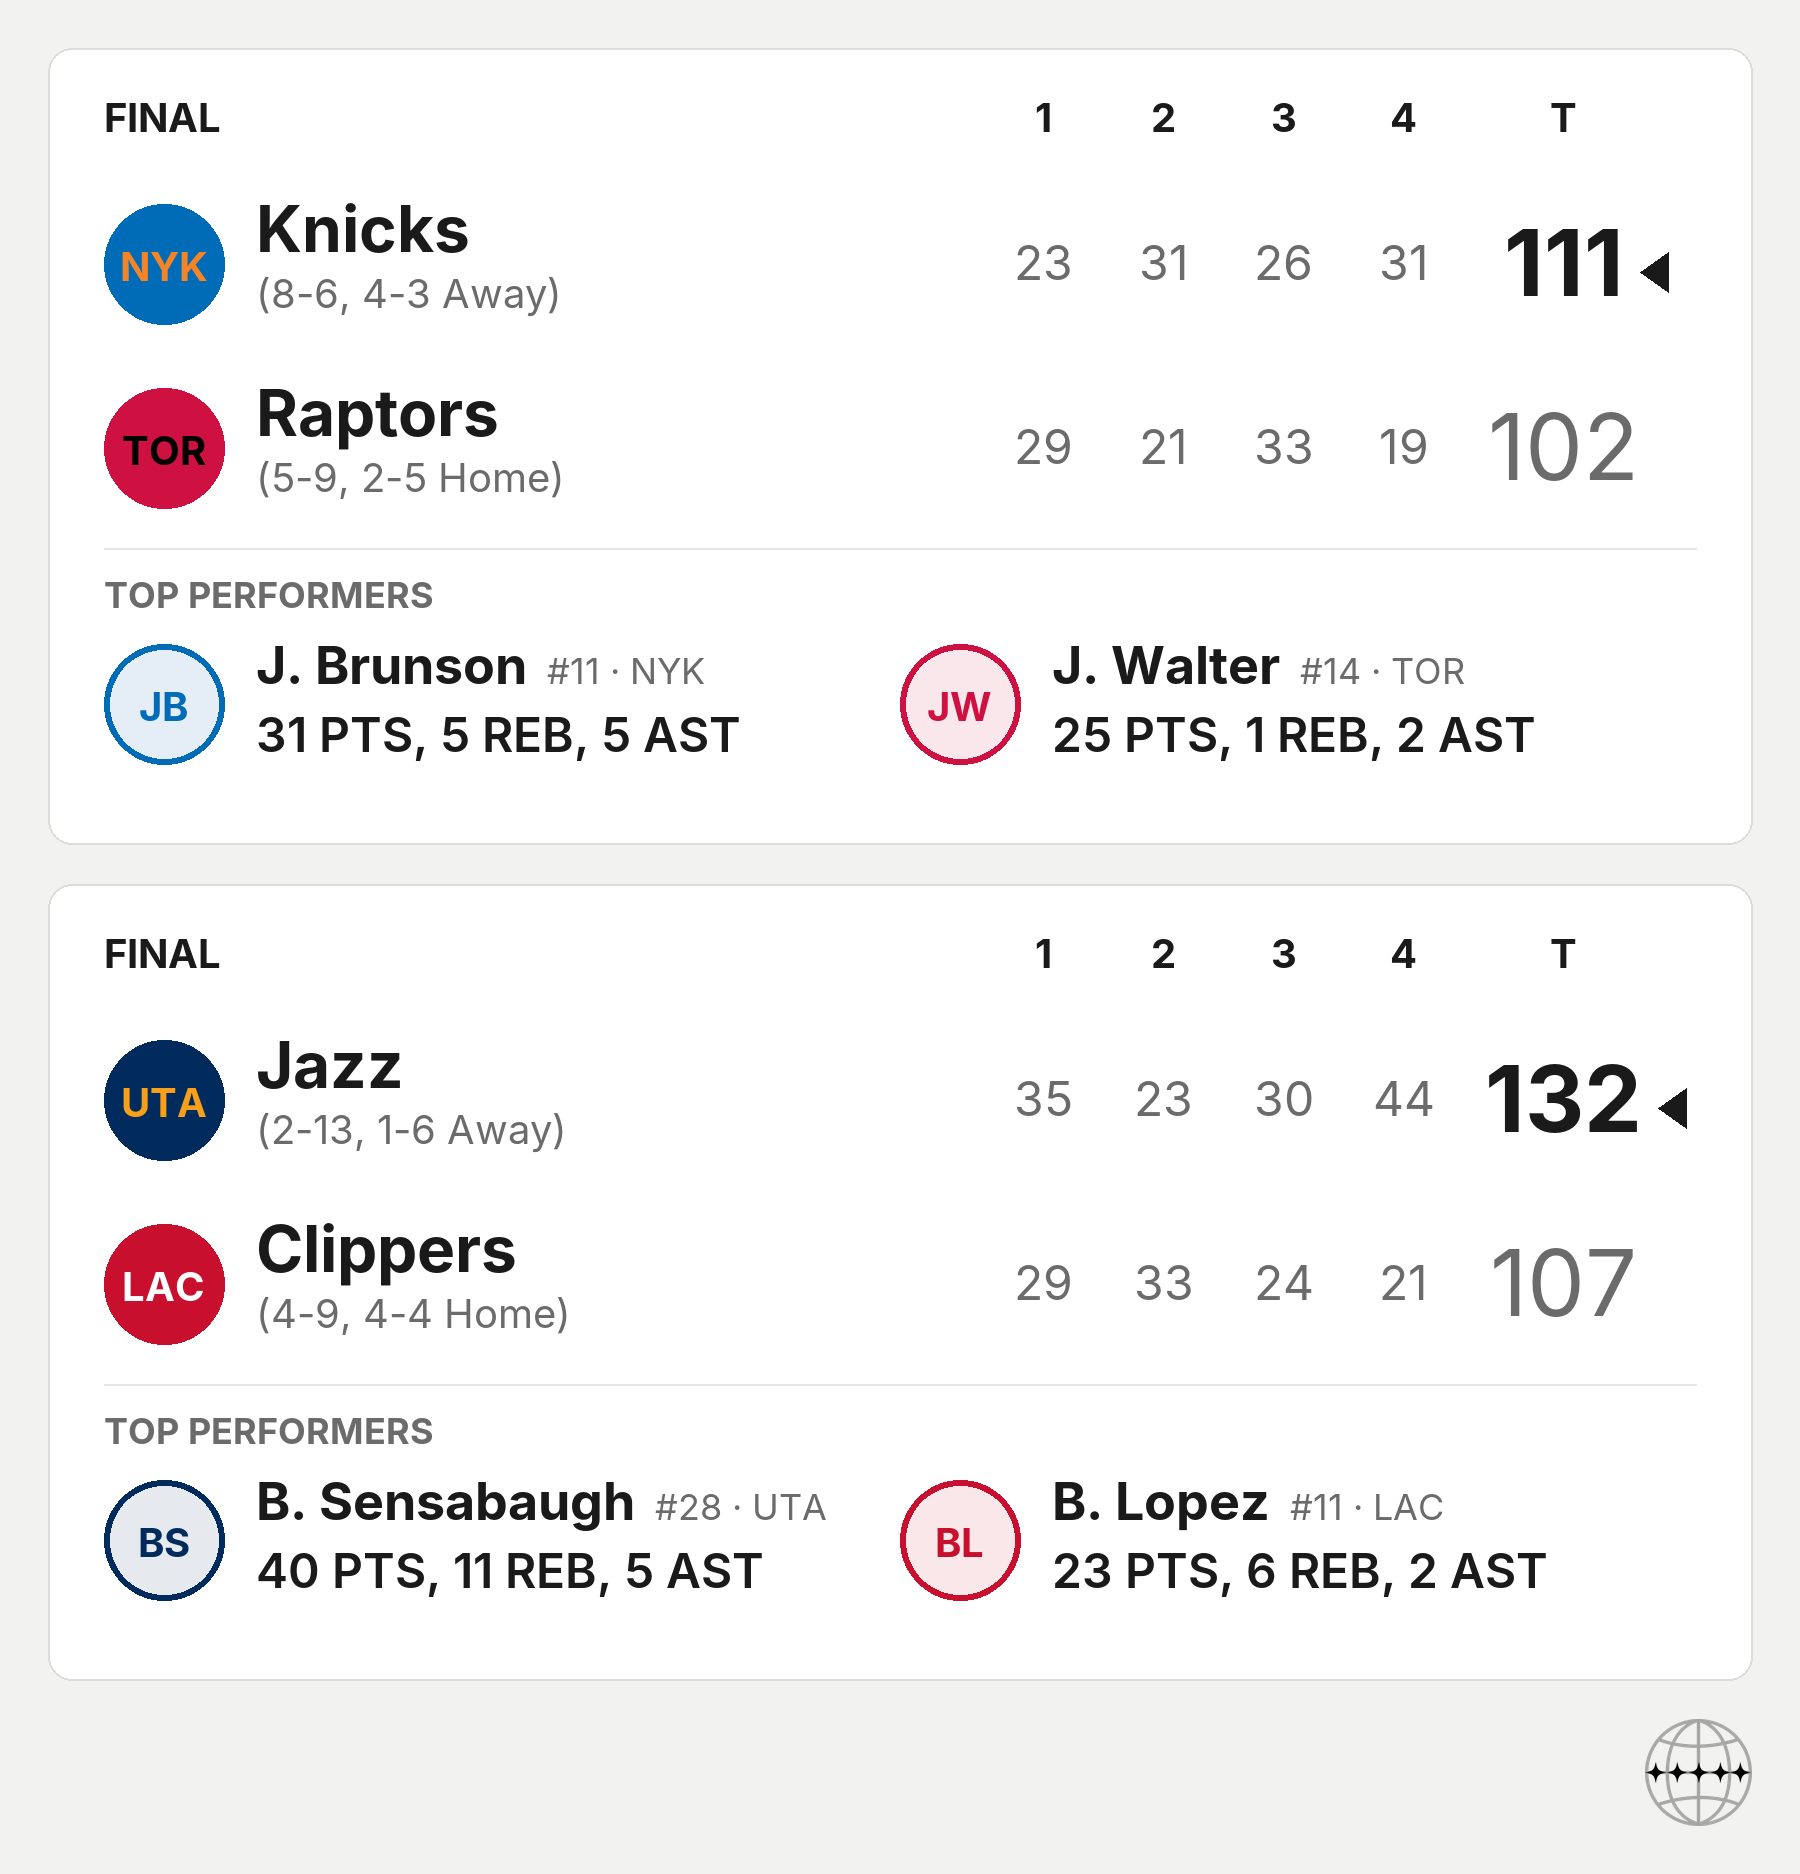 FINAL 1 2 3 4 T
NYK Knicks 23 31 26 31 111
(8-6, 4-3 Away)
TOR Raptors 29 21 33 19 102
(5-9, 2-5 Home)
TOP PERFORMERS
JB J. Brunson #11 · NYK
31 PTS, 5 REB, 5 AST
JW J. Walter #14 · TOR
25 PTS, 1 REB, 2 AST
FINAL 1 2 3 4 T
UTA Jazz 35 23 30 44 132
(2-13, 1-6 Away)
LAC Clippers 29 33 24 21 107
(4-9, 4-4 Home)
TOP PERFORMERS
BS B. Sensabaugh #28 · UTA
40 PTS, 11 REB, 5 AST
BL B. Lopez #11 · LAC
23 PTS, 6 REB, 2 AST